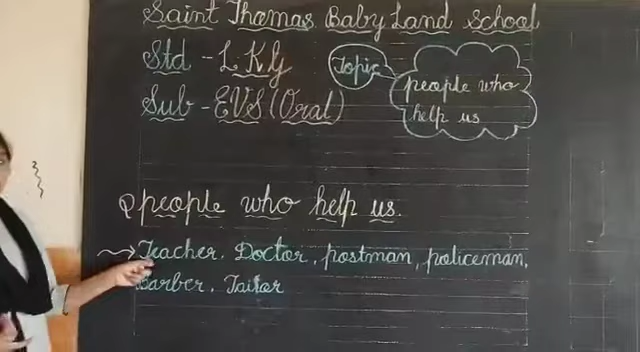 Saint Thomas Baby Land school
Std - L.K.G
Topic
people who
help us
Sub - EVS (Oral)
Q people who help us.
→ Teacher. Doctor, postman, policeman,
Barber. Tailor